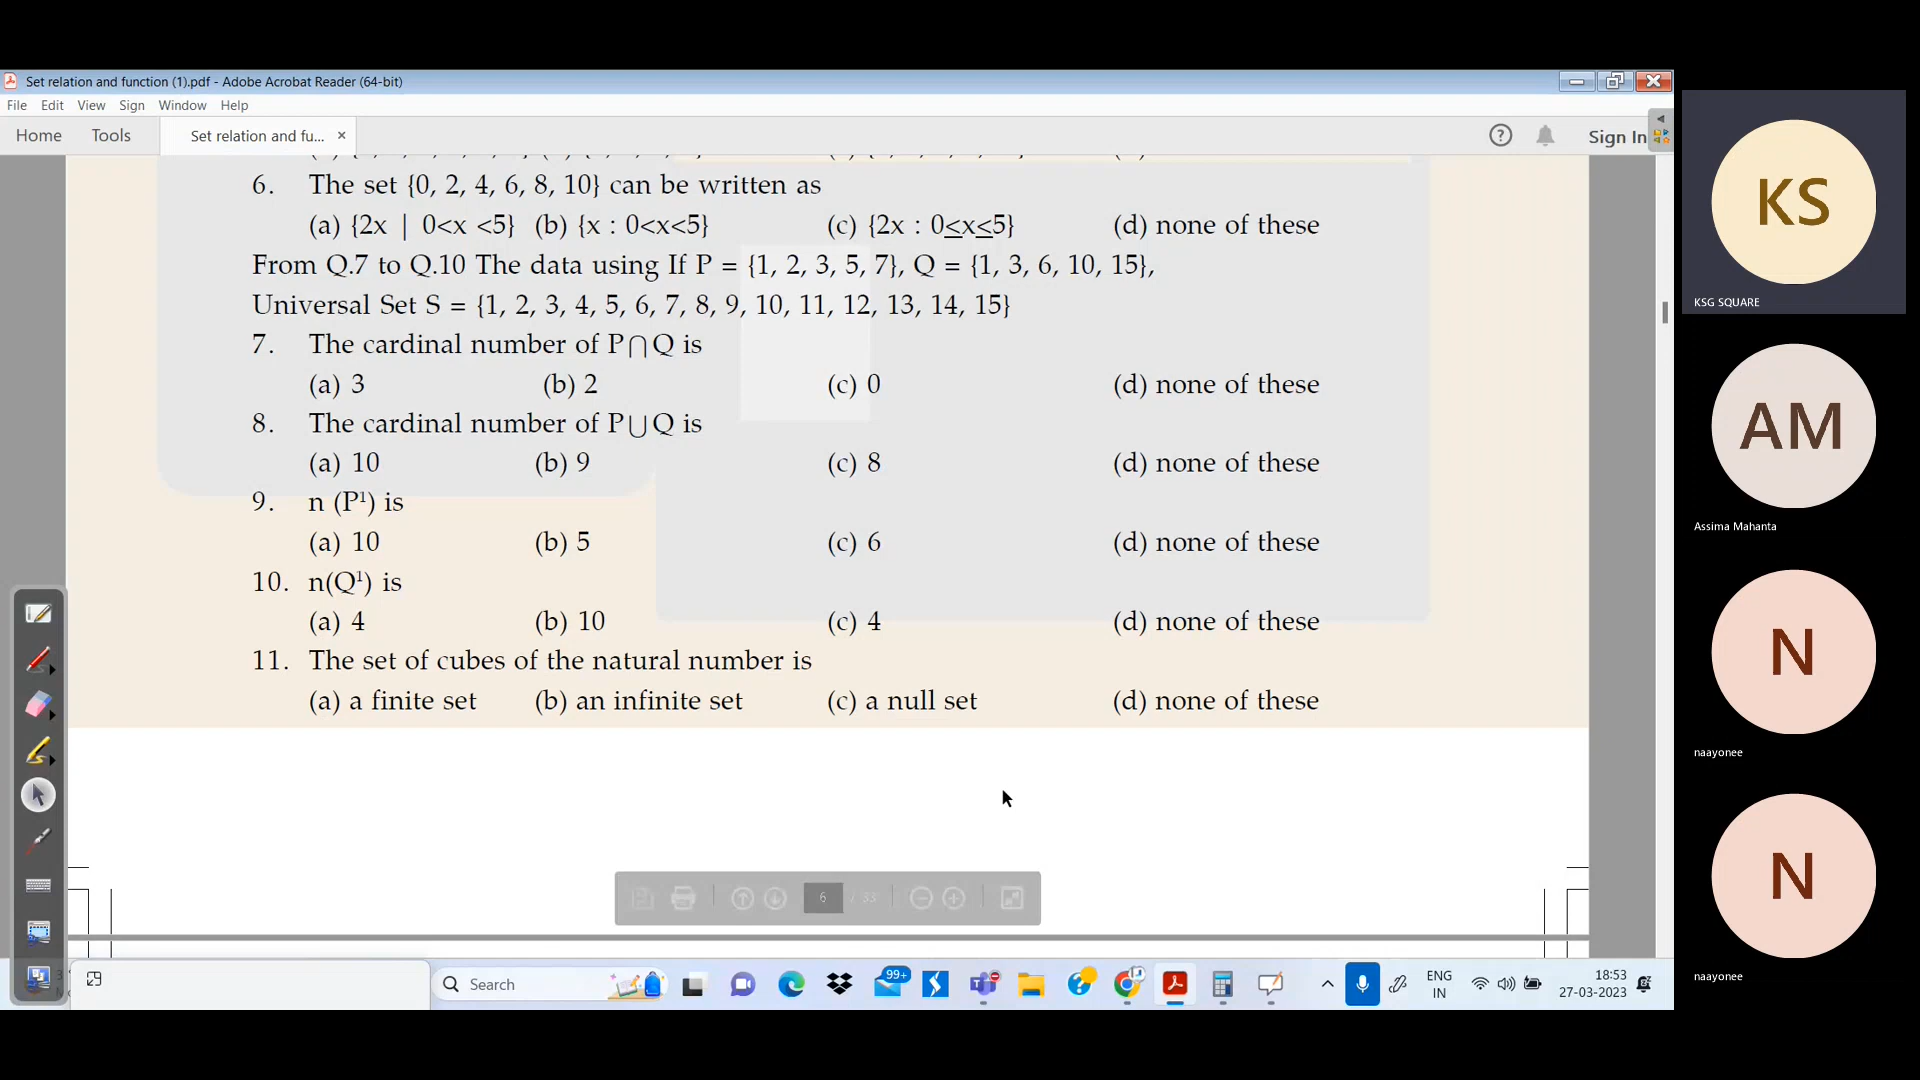 Set relation and function (1).pdf - Adobe Acrobat Reader (64-bit)
File Edit View Sign Window Help
Home Tools Set relation and fu... × Sign In
6. The set {0, 2, 4, 6, 8, 10} can be written as
(a) {2x | 0<x <5} (b) {x : 0<x<5} (c) {2x : 0≤x≤5} (d) none of these
From Q.7 to Q.10 The data using If P = {1, 2, 3, 5, 7}, Q = {1, 3, 6, 10, 15},
Universal Set S = {1, 2, 3, 4, 5, 6, 7, 8, 9, 10, 11, 12, 13, 14, 15}
7. The cardinal number of P⋂Q is
(a) 3 (b) 2 (c) 0 (d) none of these
8. The cardinal number of P⋃Q is
(a) 10 (b) 9 (c) 8 (d) none of these
9. n (P¹) is
(a) 10 (b) 5 (c) 6 (d) none of these
10. n(Q¹) is
(a) 4 (b) 10 (c) 4 (d) none of these
11. The set of cubes of the natural number is
(a) a finite set (b) an infinite set (c) a null set (d) none of these
6 / 33
Search
99+
ENG
IN
18:53
27-03-2023
KS
KSG SQUARE
AM
Assima Mahanta
N
naayonee
N
naayonee